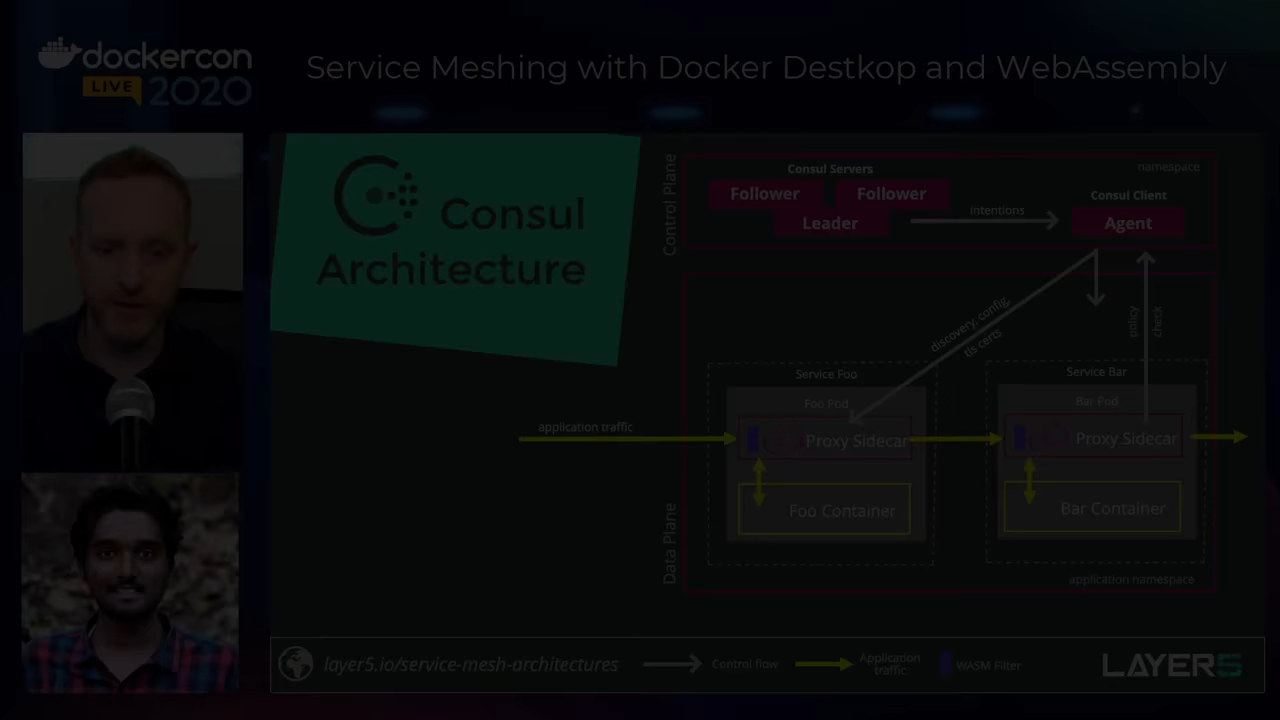 dockercon
LIVE 2020
Service Meshing with Docker Destkop and WebAssembly
Consul
Architecture
Control Plane
Consul Servers
Follower
Follower
Leader
intentions
namespace
Consul Client
Agent
discovery, config,
tls certs
policy
check
Data Plane
Service Foo
Foo Pod
application traffic
Proxy Sidecar
Foo Container
Service Bar
Bar Pod
Proxy Sidecar
Bar Container
application namespace
layer5.io/service-mesh-architectures
Control flow
Application
traffic
WASM Filter
LAYER5